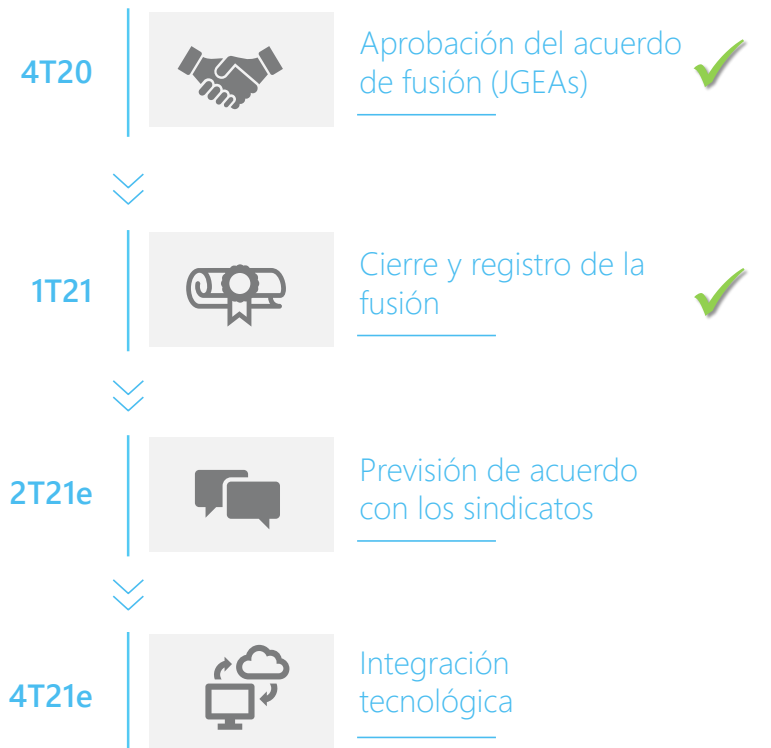 4T20
Aprobación del acuerdo
de fusión (JGEAs)
1T21
Cierre y registro de la
fusión
2T21e
Previsión de acuerdo
con los sindicatos
4T21e
Integración
tecnológica